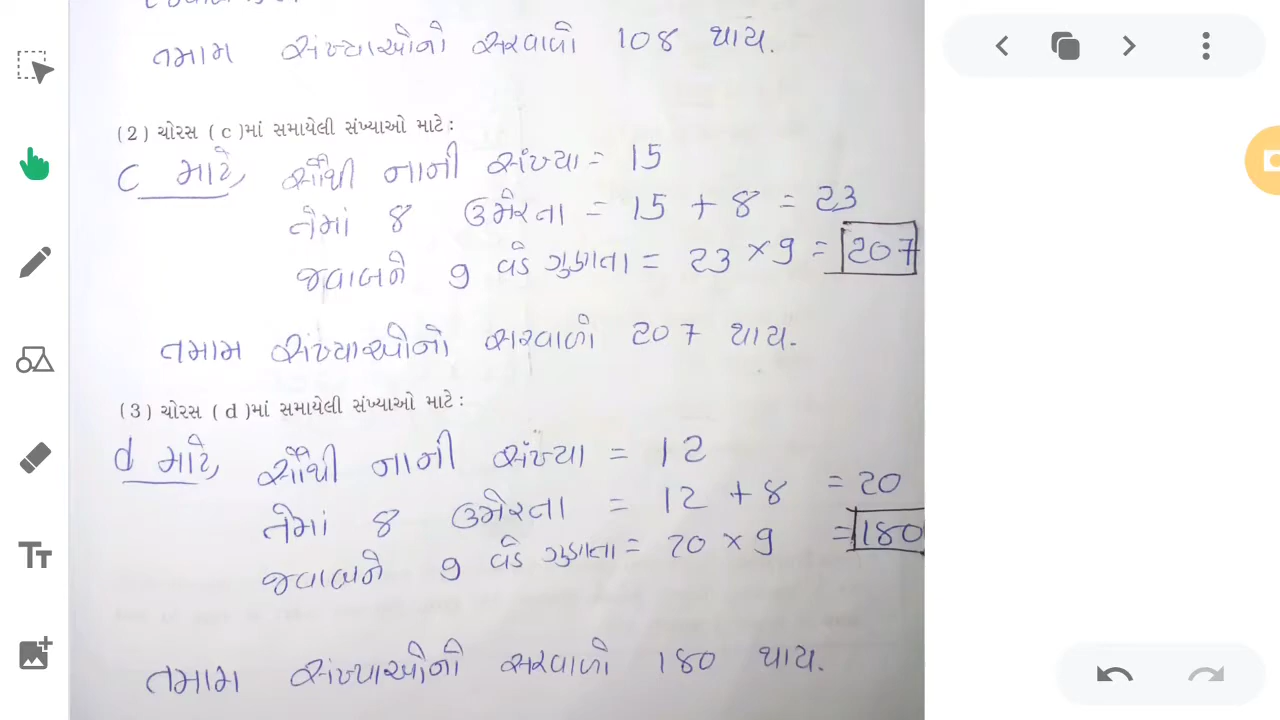 તમામ સંખ્યાઓનો સરવાળો 108 થાય.
(2) ચોરસ (c)માં સમાયેલી સંખ્યાઓ માટે:
C માટે, સૌથી નાની સંખ્યા = 15
તેમાં 8 ઉમેરતા = 15 + 8 = 23
જવાબને 9 વડે ગુણતા = 23 × 9 = 207
તમામ સંખ્યાઓનો સરવાળો 207 થાય.
(3) ચોરસ (d)માં સમાયેલી સંખ્યાઓ માટે:
d માટે, સૌથી નાની સંખ્યા = 12
તેમાં 8 ઉમેરતા = 12 + 8 = 20
જવાબને 9 વડે ગુણતા = 20 × 9 = 180
તમામ સંખ્યાઓનો સરવાળો 180 થાય.
TT